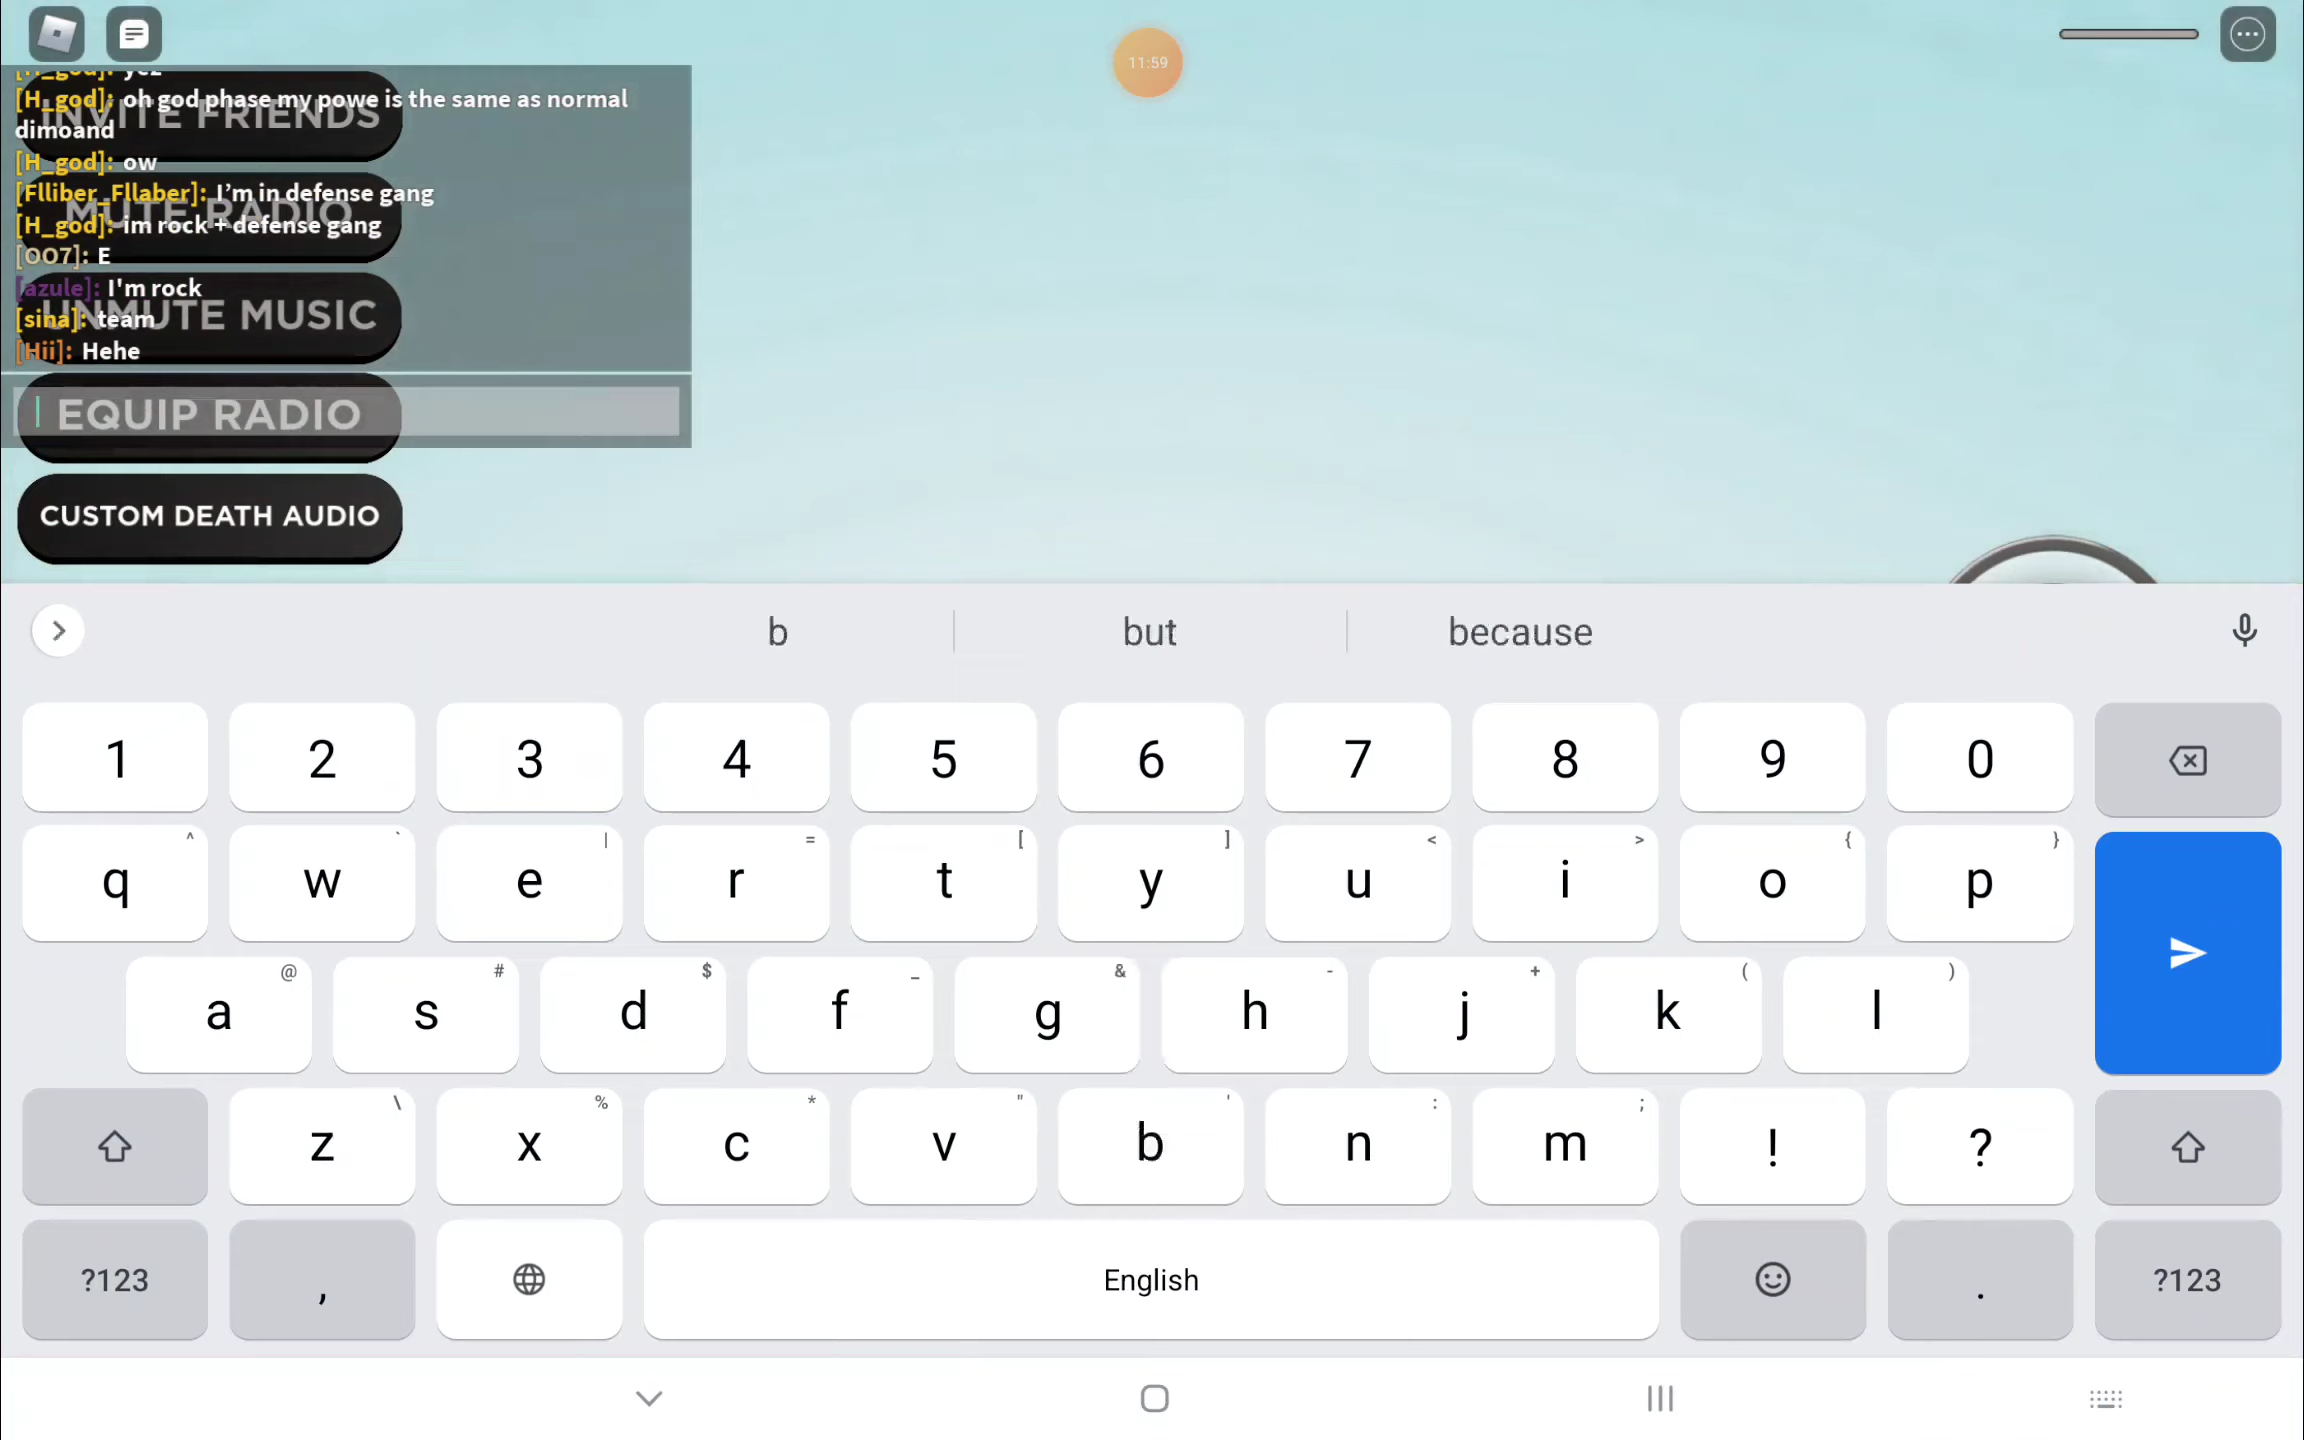 11:59
[H_god]: yez
[H_god]: oh god phase my powe is the same as normal
dimoand
[H_god]: ow
[Flliber_Fllaber]: I'm in defense gang
[H_god]: im rock + defense gang
[OO7]: E
[azule]: I'm rock
[sina]: team
[Hii]: Hehe
INVITE FRIENDS
MUTE RADIO
UNMUTE MUSIC
EQUIP RADIO
CUSTOM DEATH AUDIO
b but because
1 2 3 4 5 6 7 8 9 0
^ ` | = [ ] < > { }
q w e r t y u i o p
@ # $ _ & - + ( )
a s d f g h j k l
\ % * " ' : ;
z x c v b n m ! ?
?123 , English . ?123